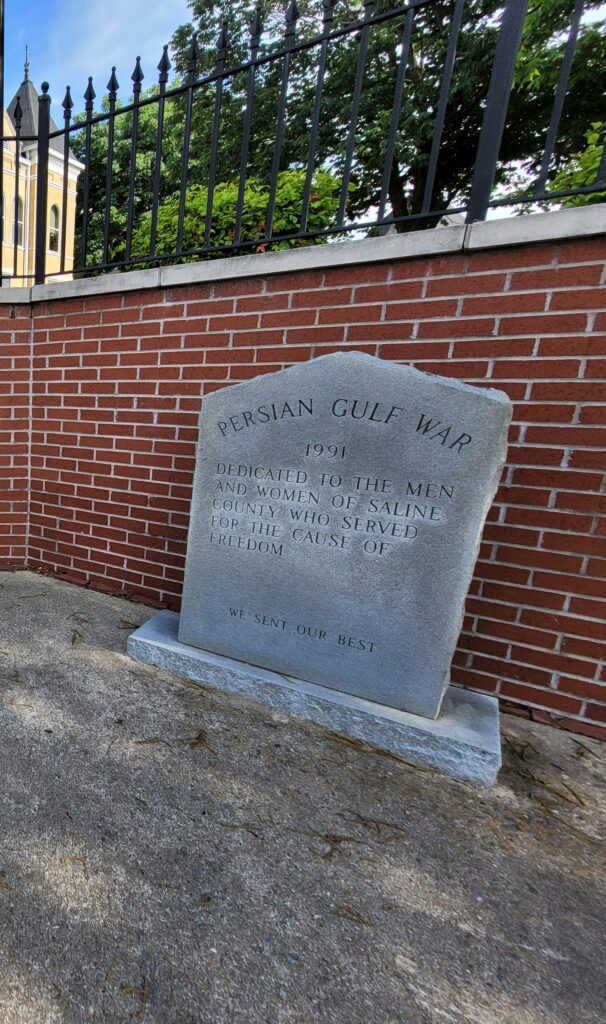 PERSIAN GULF WAR
1991
DEDICATED TO THE MEN
AND WOMEN OF SALINE
COUNTY WHO SERVED
FOR THE CAUSE OF
FREEDOM
WE SENT OUR BEST